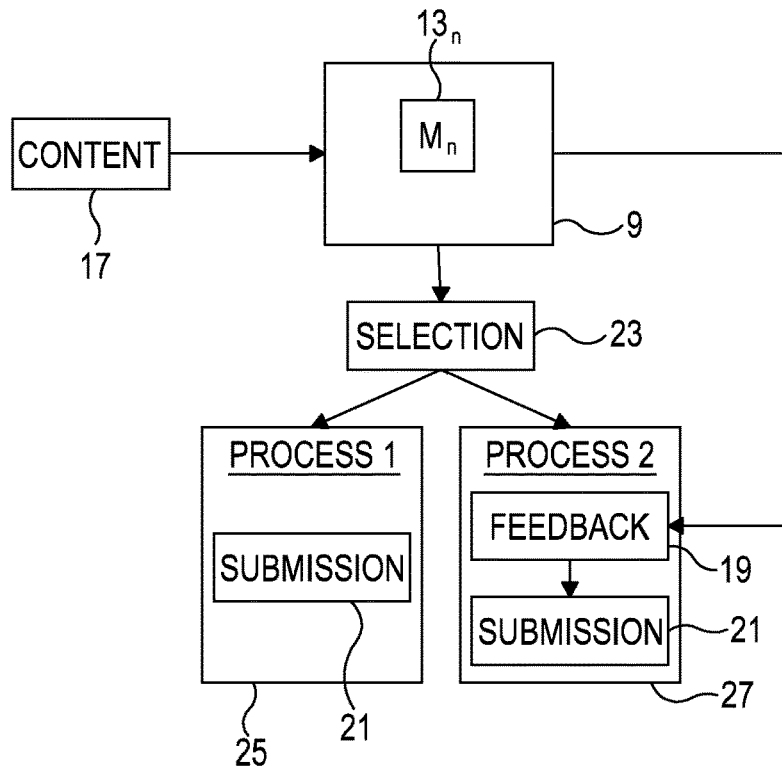 13n
Mn
CONTENT
17
9
SELECTION
23
PROCESS 1
PROCESS 2
FEEDBACK
19
SUBMISSION
SUBMISSION
21
21
25
27